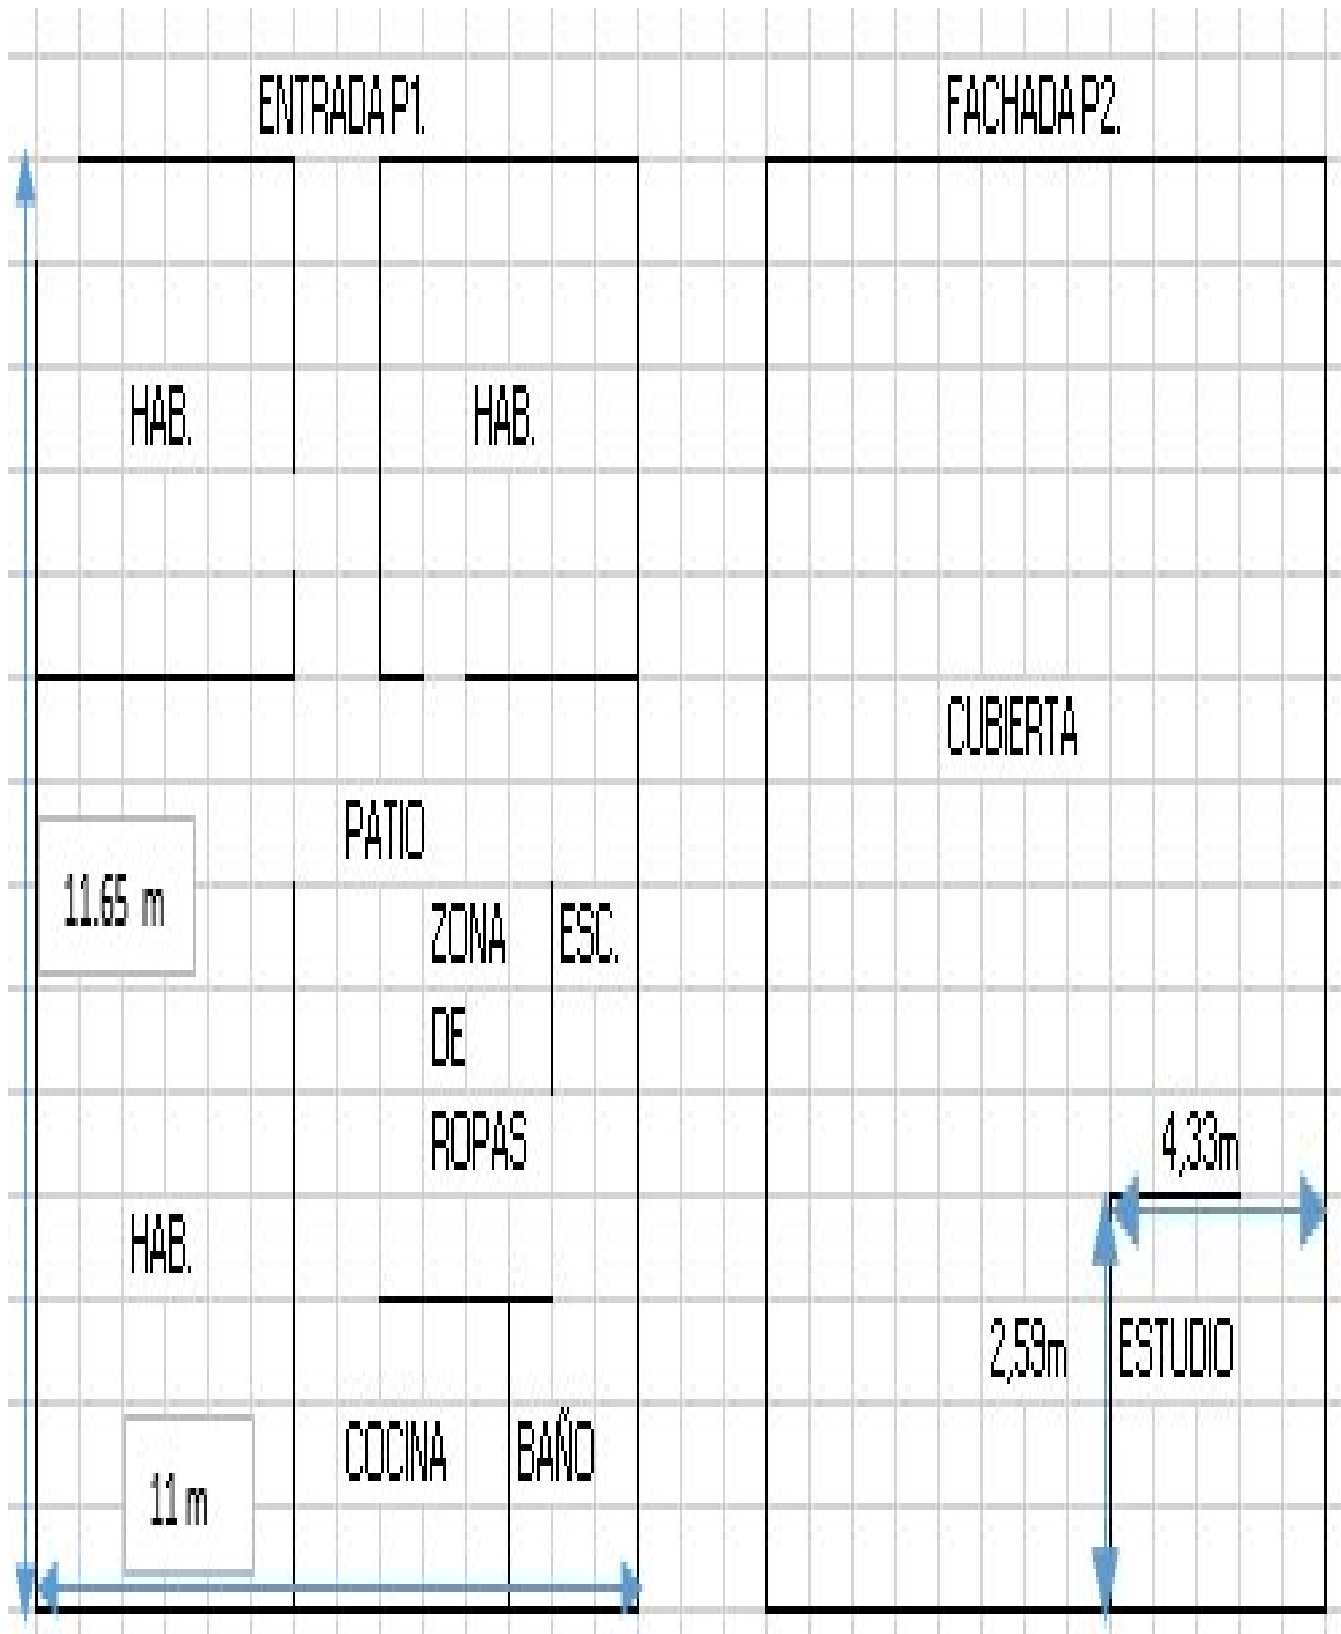 ENTRADA P1.
FACHADA P2.
HAB.
HAB.
CUBIERTA
PATIO
11.65 m
ZONA
ESC.
DE
ROPAS
4,33m
HAB.
2,59m
ESTUDIO
COCINA
BAÑO
11 m